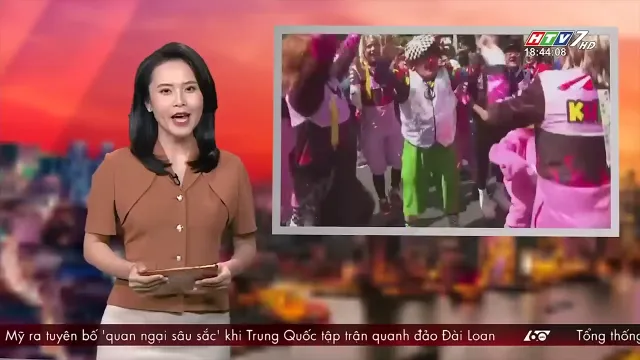 HTV7 HD
18:44:08
K
Mỹ ra tuyên bố 'quan ngại sâu sắc' khi Trung Quốc tập trận quanh đảo Đài Loan 60 Tổng thống